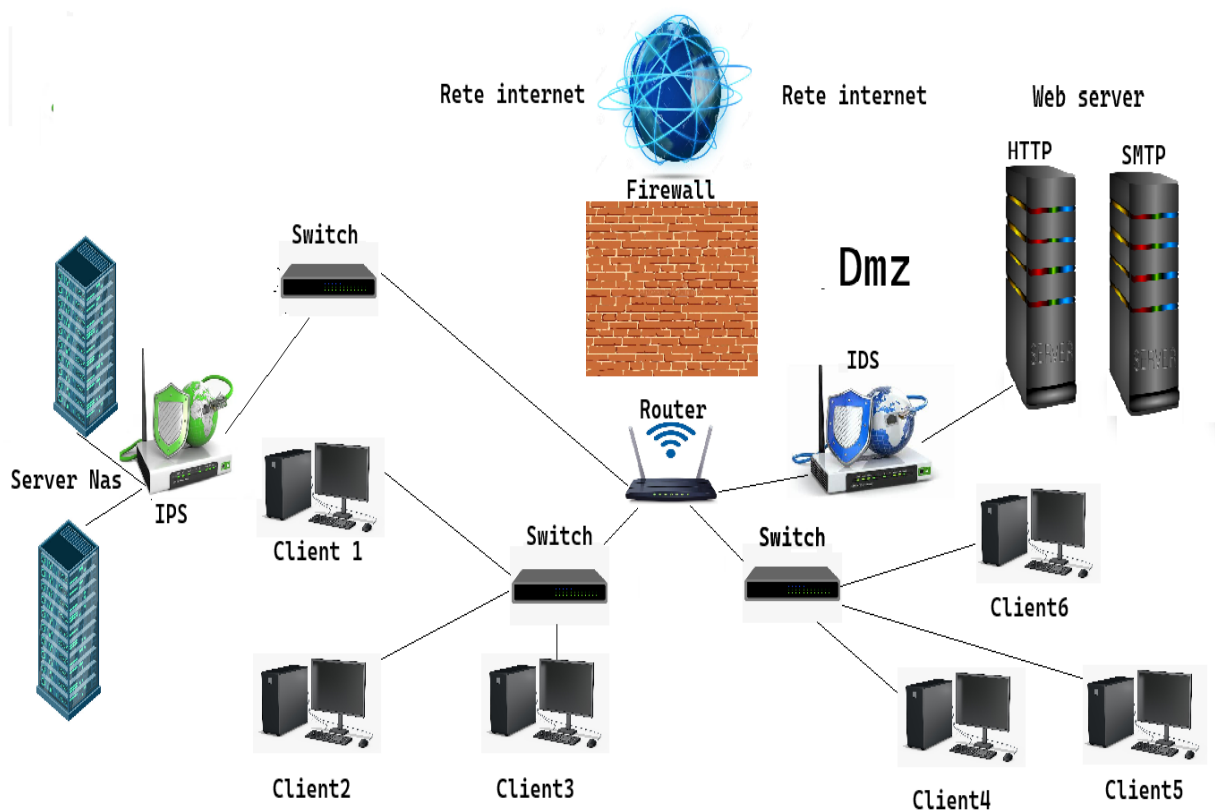 Rete internet
Rete internet
Web server
HTTP
SMTP
Firewall
Switch
Dmz
IDS
Router
Server Nas
IPS
Client 1
Switch
Switch
Client6
Client2
Client3
Client4
Client5